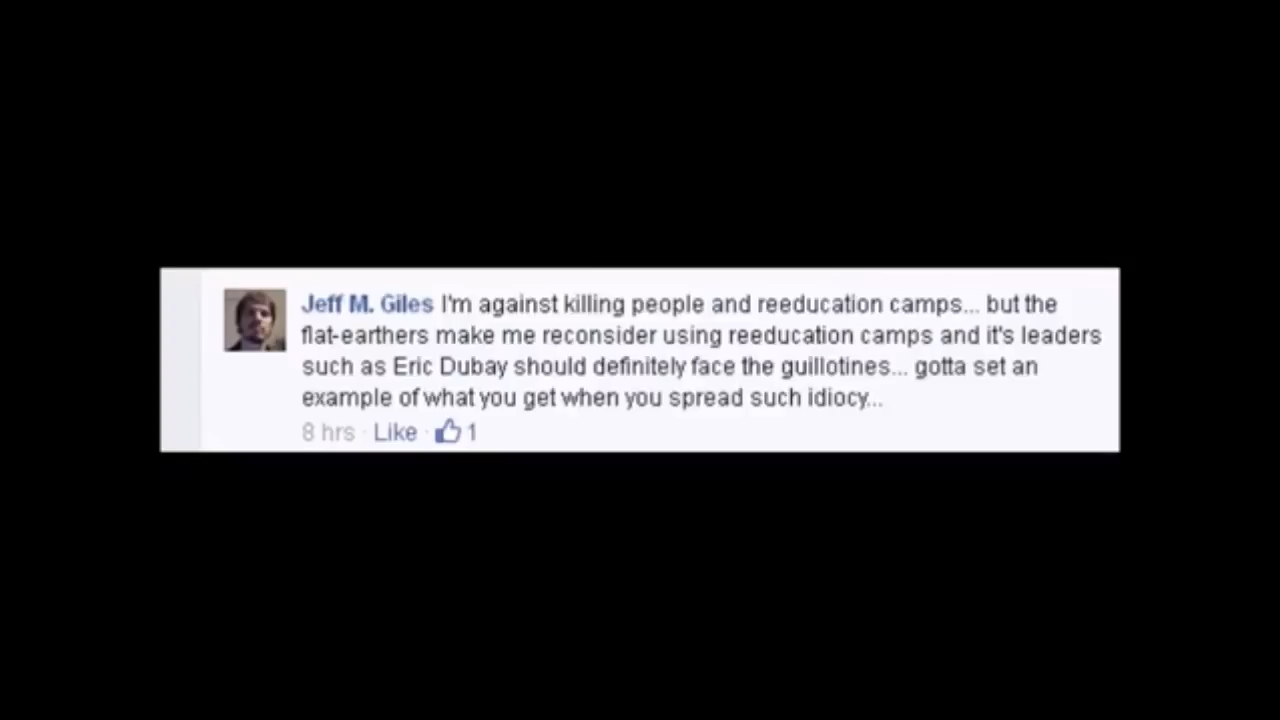 Jeff M. Giles I'm against killing people and reeducation camps... but the
flat-earthers make me reconsider using reeducation camps and it's leaders
such as Eric Dubay should definitely face the guillotines... gotta set an
example of what you get when you spread such idiocy...
8 hrs · Like · 1